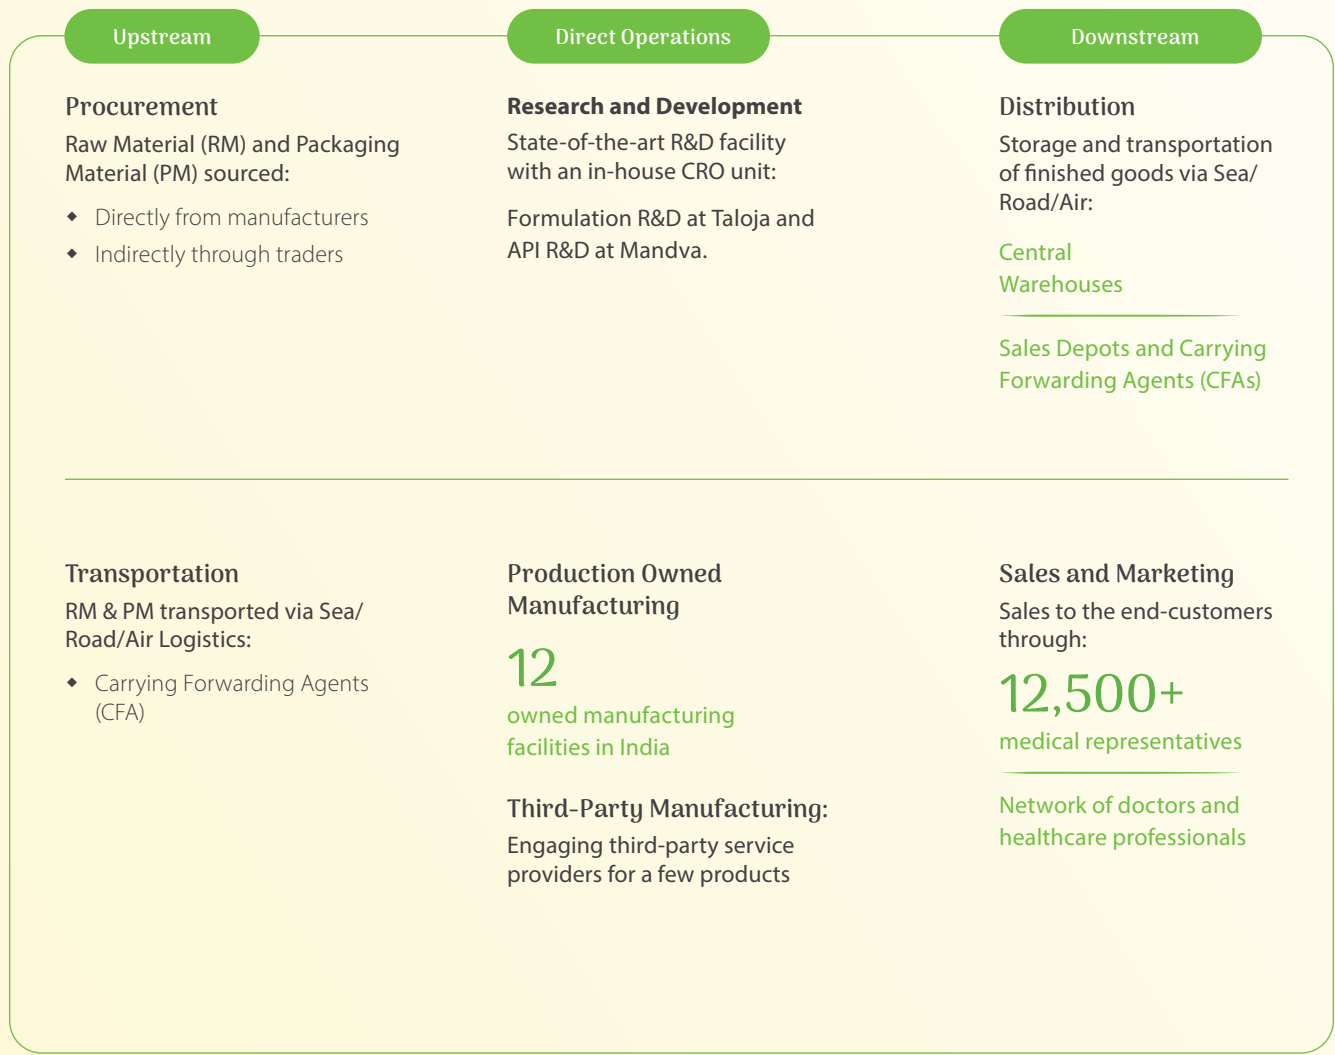 Upstream
Direct Operations
Downstream
Procurement
Raw Material (RM) and Packaging
Material (PM) sourced:
◆ Directly from manufacturers
◆ Indirectly through traders
Research and Development
State-of-the-art R&D facility
with an in-house CRO unit:
Formulation R&D at Taloja and
API R&D at Mandva.
Distribution
Storage and transportation
of finished goods via Sea/
Road/Air:
Central
Warehouses
Sales Depots and Carrying
Forwarding Agents (CFAs)
Transportation
RM & PM transported via Sea/
Road/Air Logistics:
◆ Carrying Forwarding Agents
(CFA)
Production Owned
Manufacturing
12
owned manufacturing
facilities in India
Third-Party Manufacturing:
Engaging third-party service
providers for a few products
Sales and Marketing
Sales to the end-customers
through:
12,500+
medical representatives
Network of doctors and
healthcare professionals